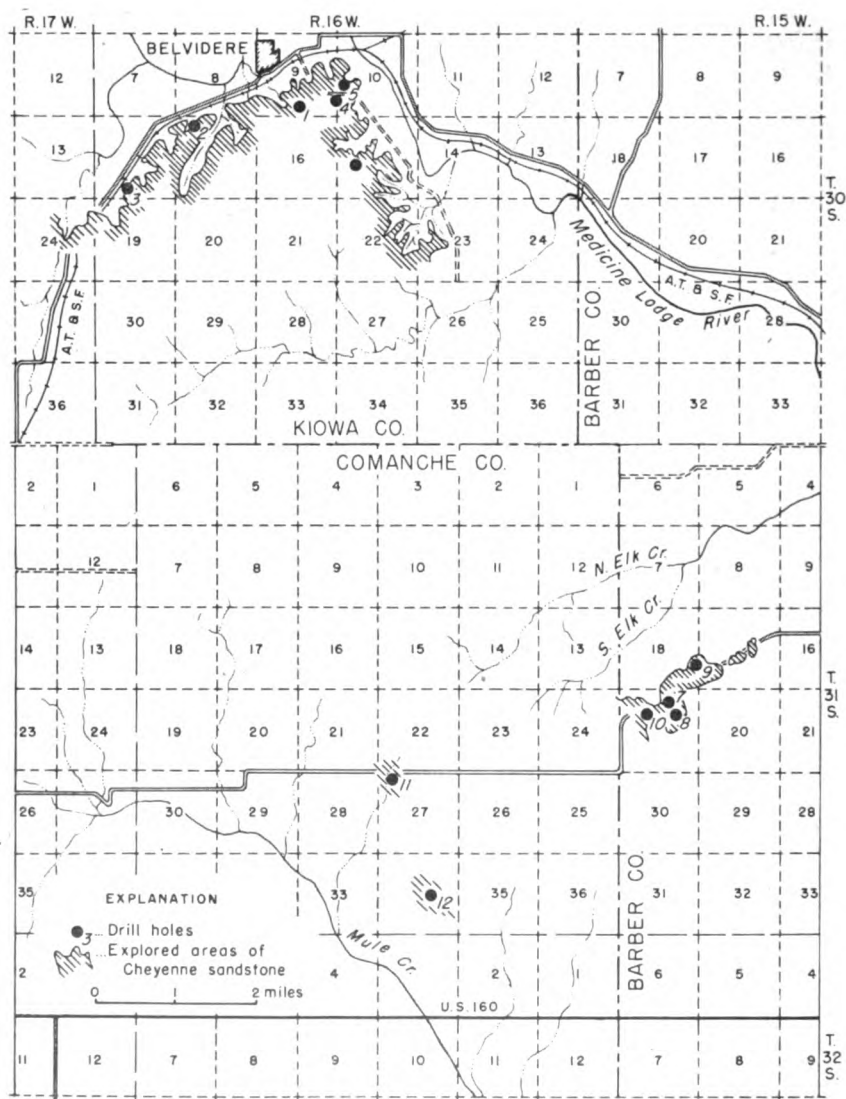 R.17 W. R.16 W. R.15 W.
BELVIDERE
12 7 8 9 10 11 12 7 8 9
5
1 4
13 16 14 13 18 17 16
3
T. 30 S.
24 19 20 21 22 23 24 20 21
Medicine Lodge River
A.T. & S.F.
A.T. & S.F.
30 29 28 27 26 25 30 28
BARBER CO.
36 31 32 33 34 35 36 31 32 33
KIOWA CO.
COMANCHE CO.
2 1 6 5 4 3 2 1 6 5 4
N. Elk Cr.
12 7 8 9 10 11 12 7 8 9
S. Elk Cr.
14 13 18 17 16 15 14 13 18 16
9
T. 31 S.
7
23 24 19 20 21 22 23 24 10 8 20 21
11
26 30 29 28 27 26 25 30 29 28
35 33 35 36 31 32 33
12
BARBER CO.
EXPLANATION
3 ...Drill holes
...Explored areas of
Cheyenne sandstone
Mule Cr.
2 4 2 1 6 5 4
0 1 2 miles
U.S. 160
11 12 7 8 9 10 11 12 7 8 9
T. 32 S.